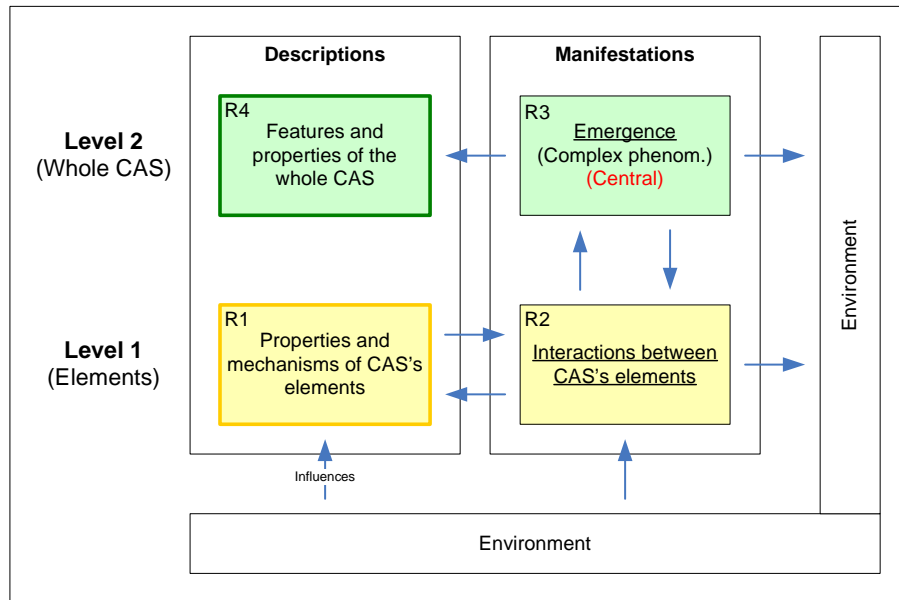 Descriptions
Manifestations
Level 2
(Whole CAS)
R4
Features and
properties of the
whole CAS
R3
Emergence
(Complex phenom.)
(Central)
Environment
Level 1
(Elements)
R1
Properties and
mechanisms of CAS's
elements
R2
Interactions between
CAS's elements
Influences
Environment